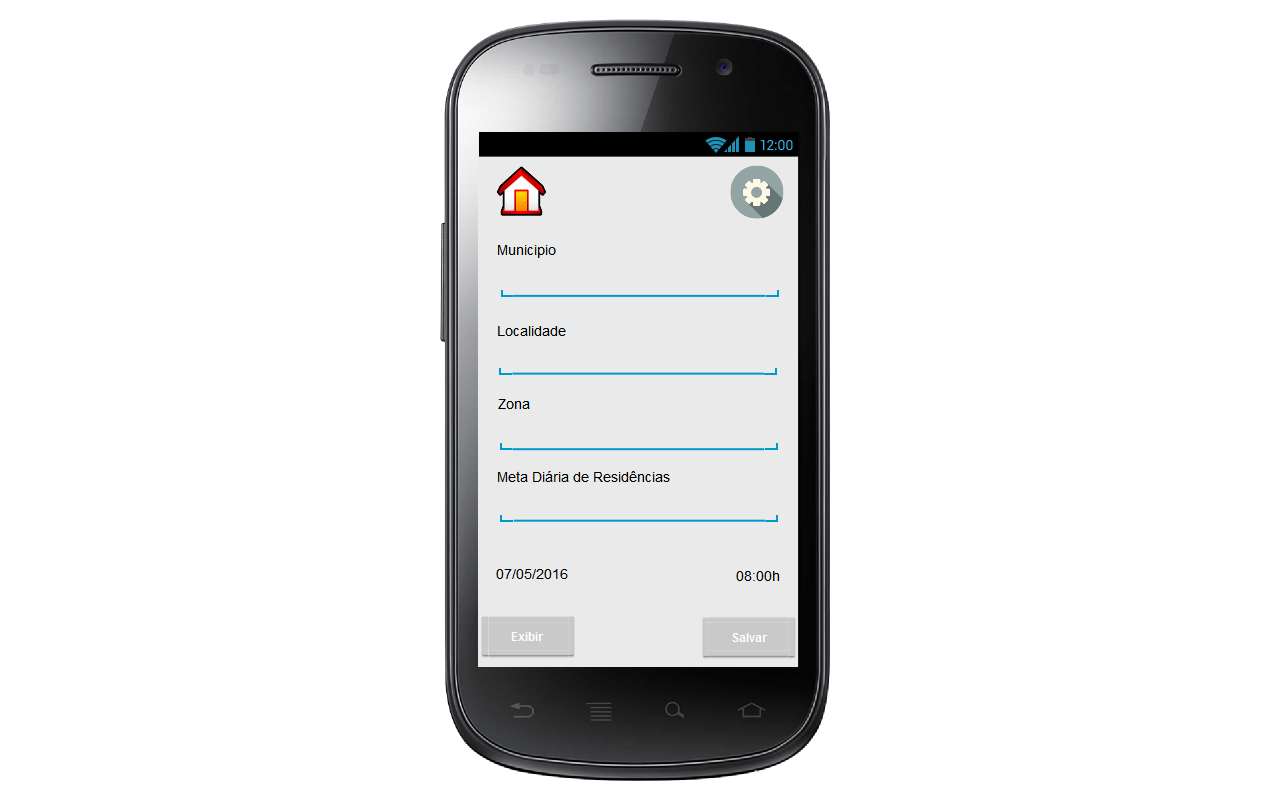 12:00
Municipio
Localidade
Zona
Meta Diária de Residências
07/05/2016 08:00h
Exibir Salvar